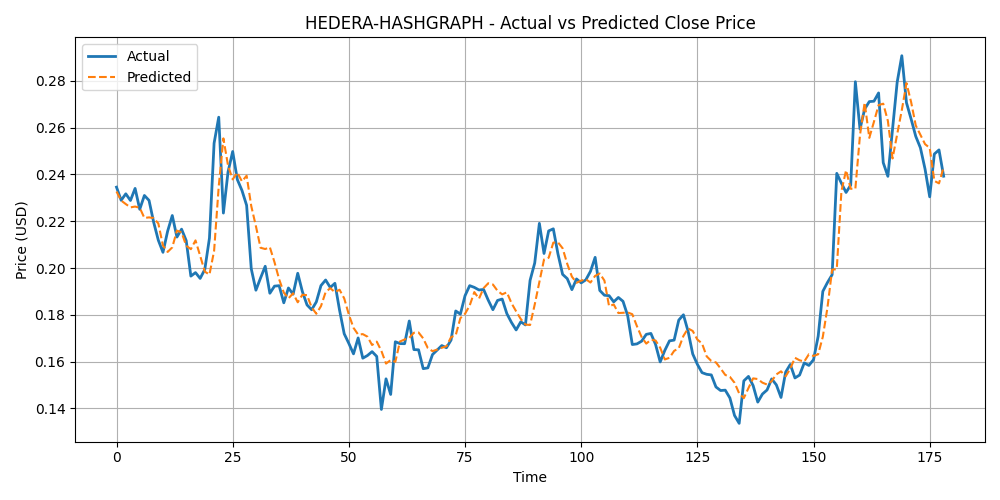 HEDERA-HASHGRAPH - Actual vs Predicted Close Price
Actual
Predicted
Price (USD)
0.28
0.26
0.24
0.22
0.20
0.18
0.16
0.14
0 25 50 75 100 125 150 175
Time